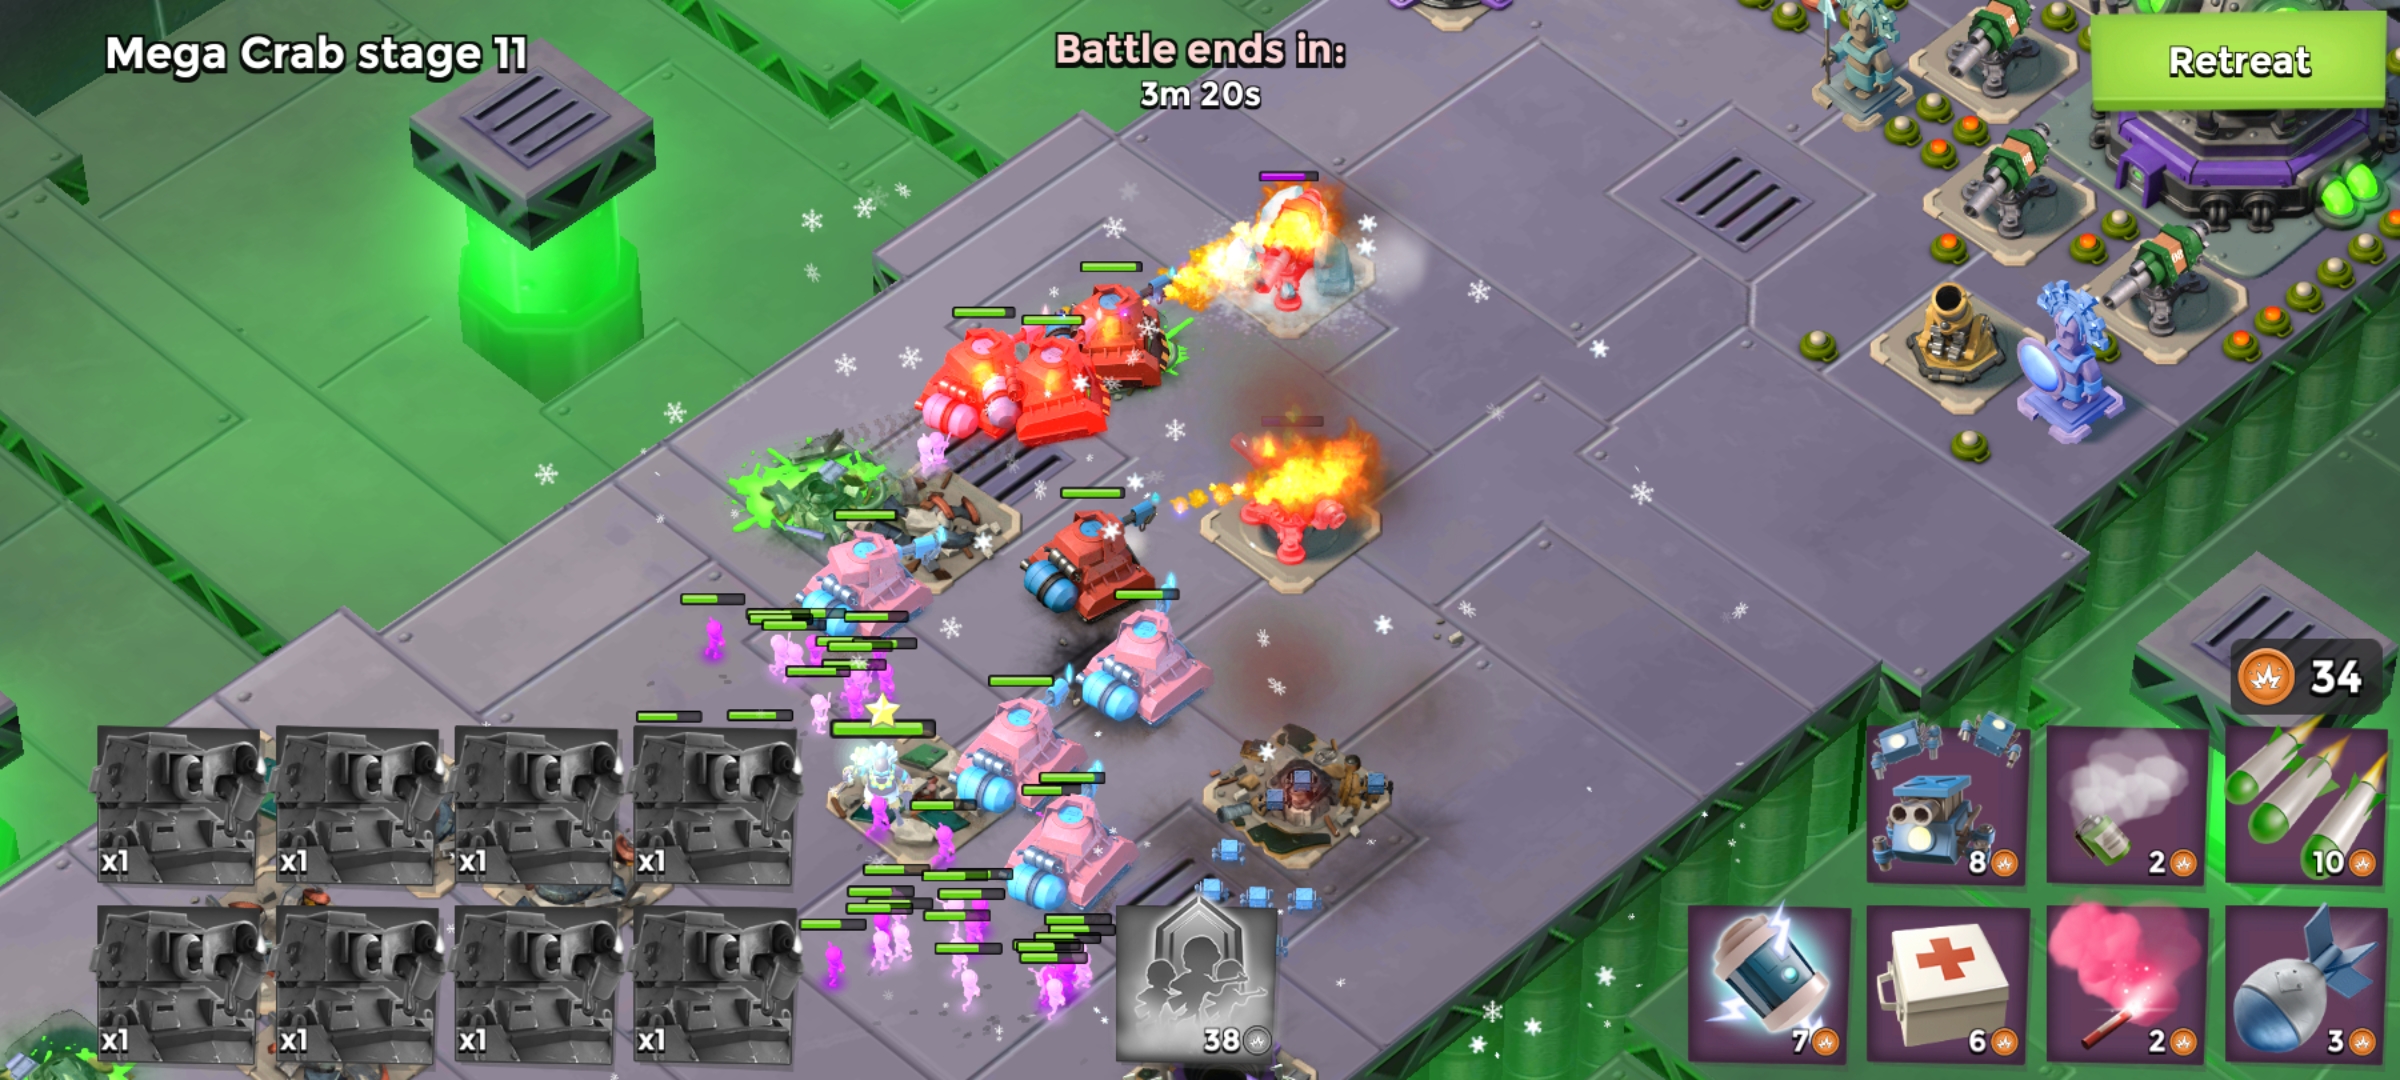 Mega Crab stage 11
Battle ends in:
3m 20s
Retreat
34
x1
x1
x1
x1
8
2
10
x1
x1
x1
x1
38
7
6
2
3